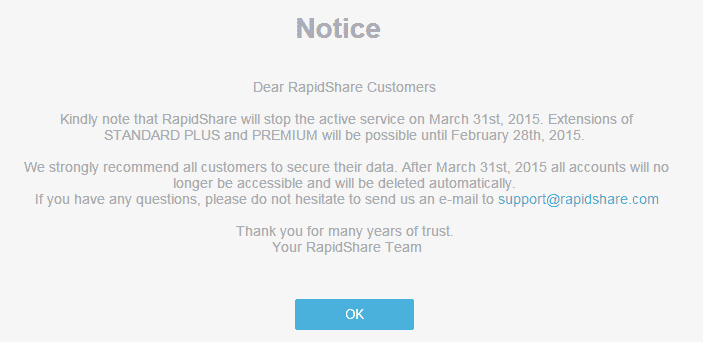 Notice
Dear RapidShare Customers
Kindly note that RapidShare will stop the active service on March 31st, 2015. Extensions of
STANDARD PLUS and PREMIUM will be possible until February 28th, 2015.
We strongly recommend all customers to secure their data. After March 31st, 2015 all accounts will no
longer be accessible and will be deleted automatically.
If you have any questions, please do not hesitate to send us an e-mail to support@rapidshare.com
Thank you for many years of trust.
Your RapidShare Team
OK